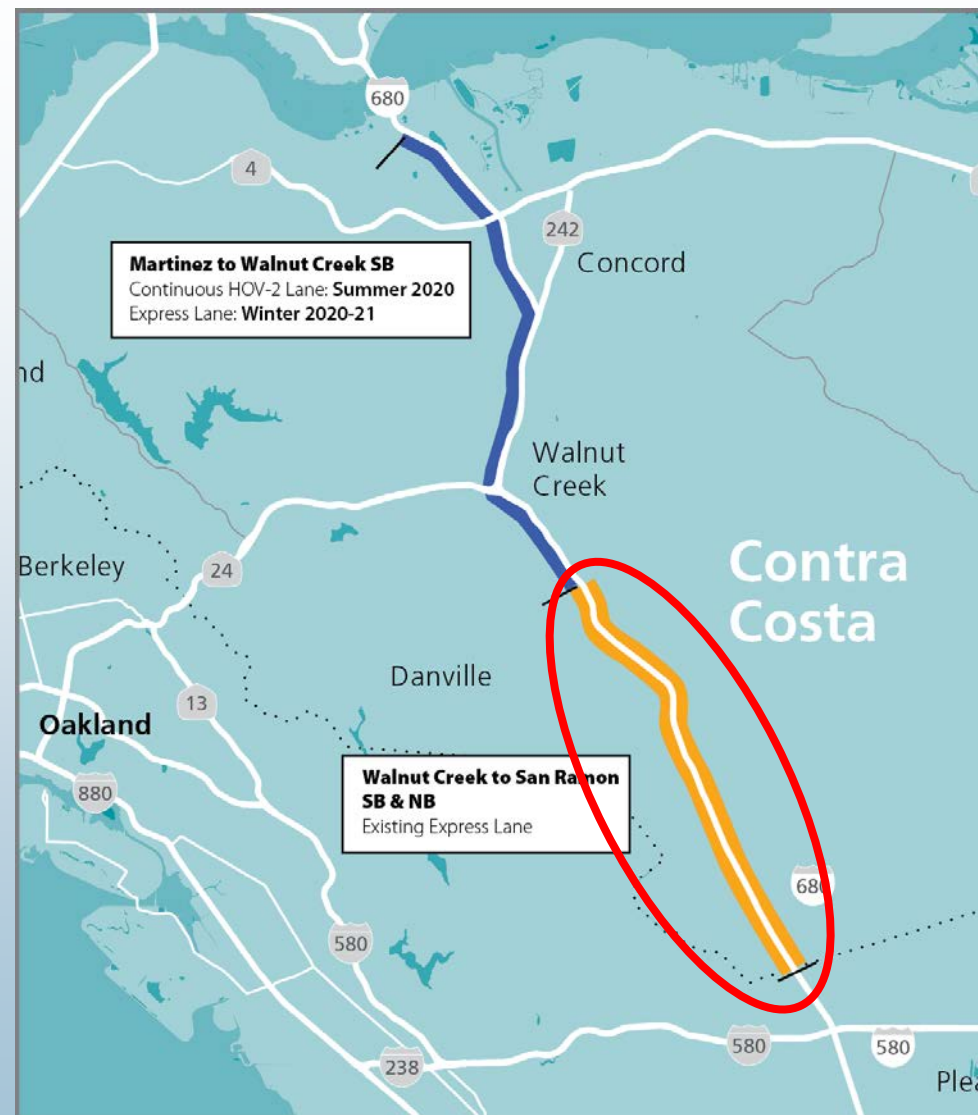 680
4
242
Concord
Martinez to Walnut Creek SB
Continuous HOV-2 Lane: Summer 2020
Express Lane: Winter 2020-21
nd
Walnut
Creek
Berkeley
24
Contra
Costa
Danville
13
Oakland
Walnut Creek to San Ramon
SB & NB
Existing Express Lane
880
680
580
580
580
238
Plea